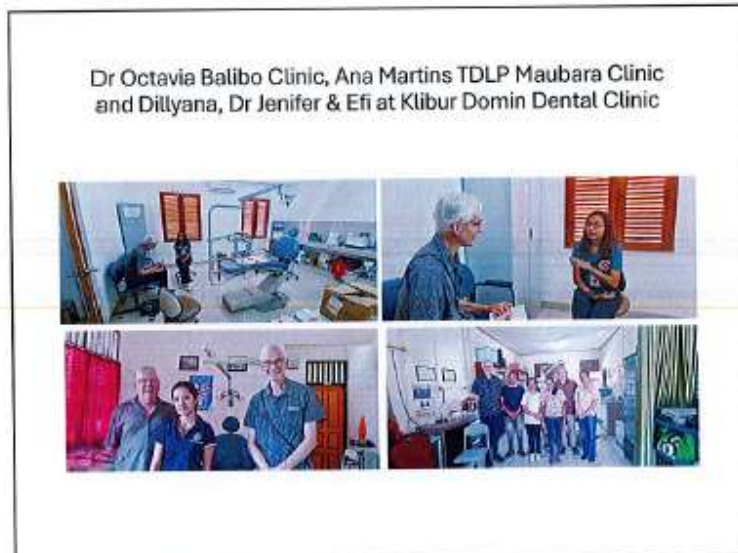 Dr Octavia Balibo Clinic, Ana Martins TDLP Maubara Clinic
and Dillyana, Dr Jenifer & Efi at Klibur Domin Dental Clinic